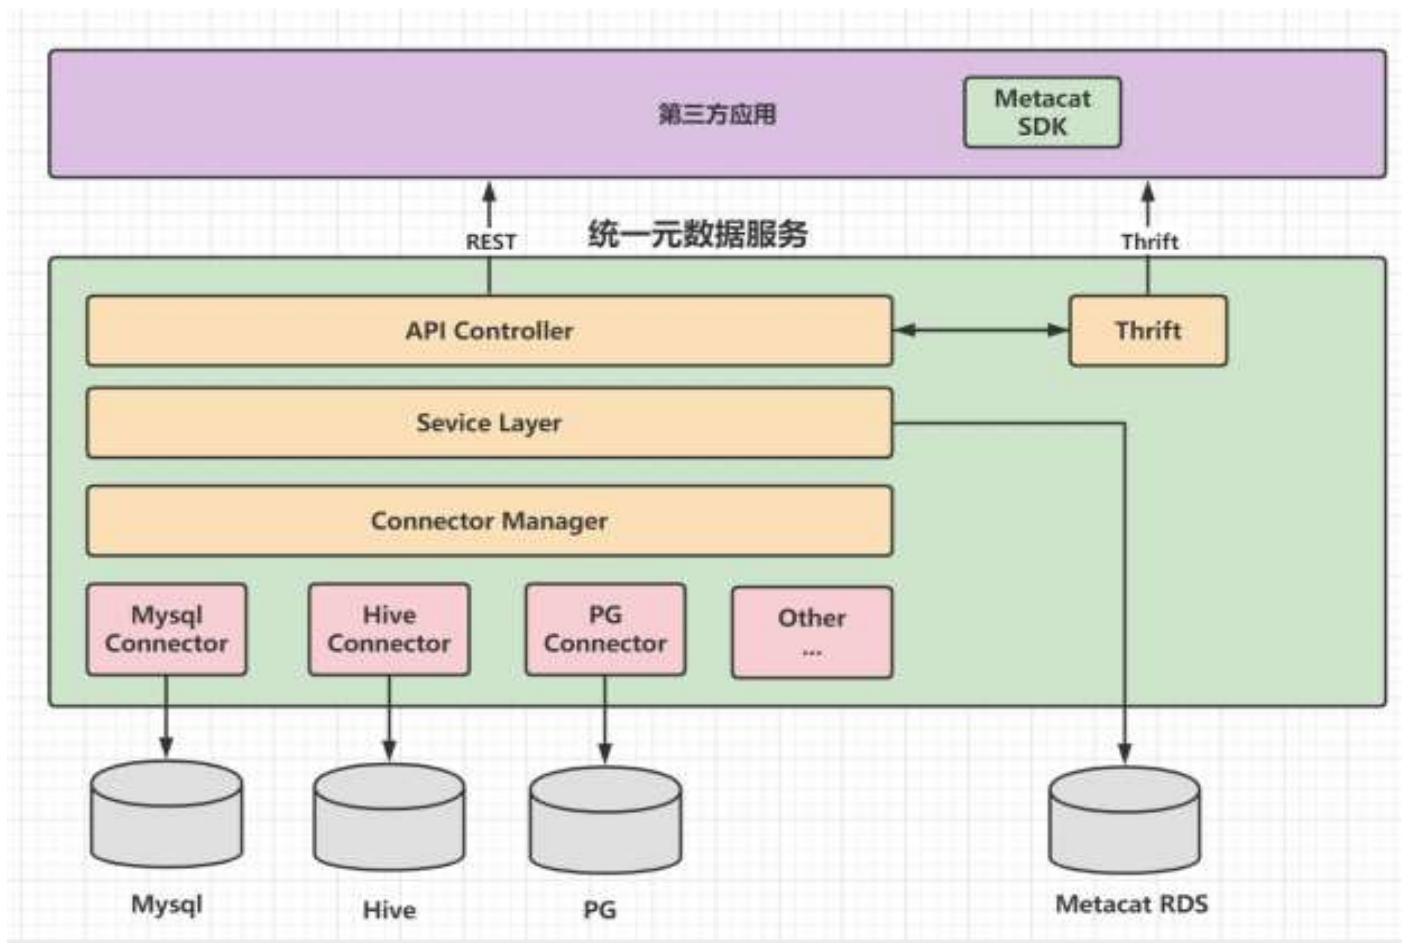 第三方应用
Metacat
SDK
REST
统一元数据服务
Thrift
API Controller
Thrift
Sevice Layer
Connector Manager
Mysql
Connector
Hive
Connector
PG
Connector
Other
...
Mysql
Hive
PG
Metacat RDS